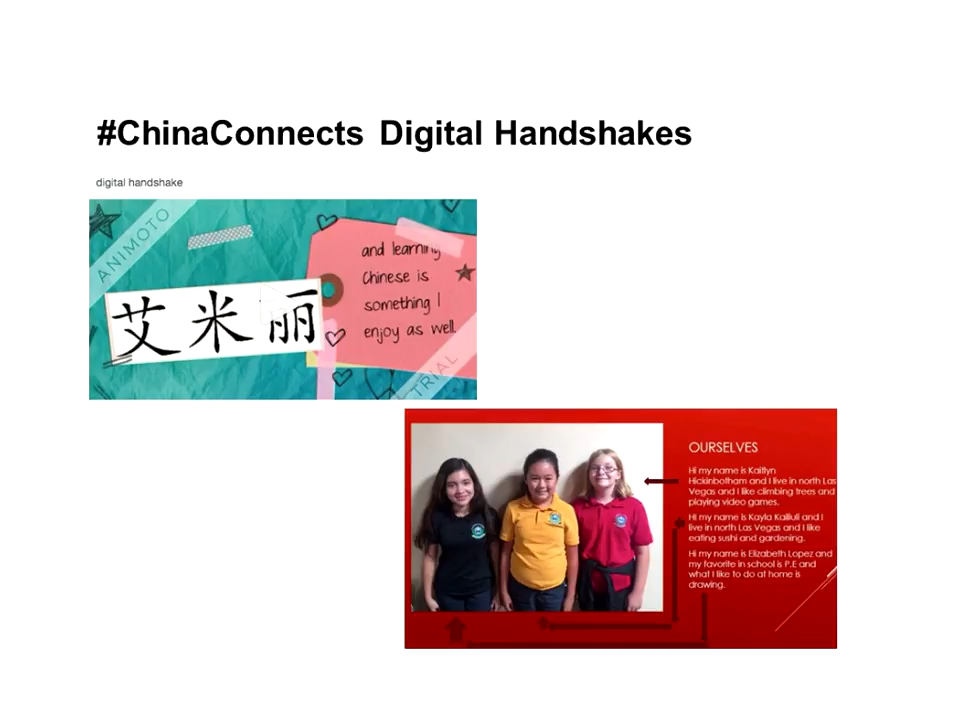 #ChinaConnects Digital Handshakes
digital handshake
ANIMOTO
艾米丽
and learning
Chinese is
something I
enjoy as well.
TRIAL
OURSELVES
Hi my name is Kaitlyn
Hickinbotham and I live in north Las
Vegas and I like climbing trees and
playing video games.
Hi my name is Kayla Kailiuli and I
live in north Las Vegas and I like
eating sushi and gardening.
Hi my name is Elizabeth Lopez and
my favorite in school is P.E and
what I like to do at home is
drawing.